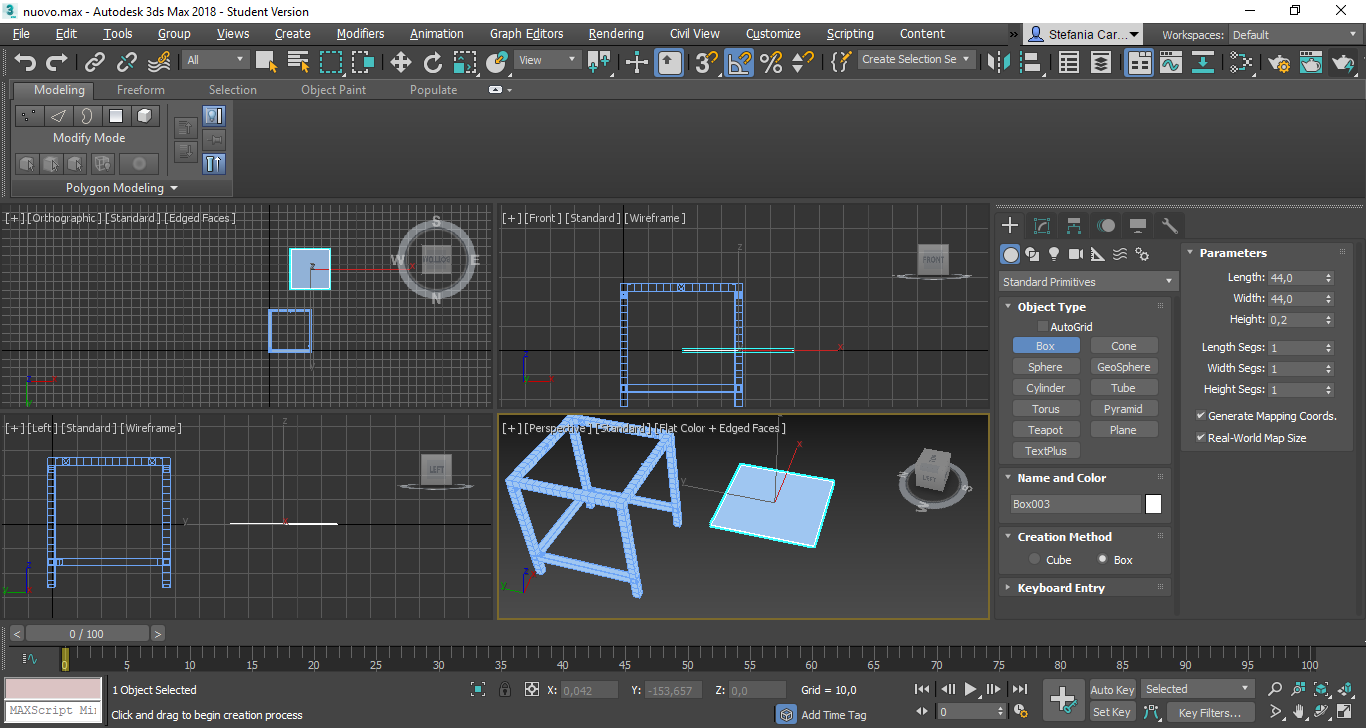 nuovo.max - Autodesk 3ds Max 2018 - Student Version
File Edit Tools Group Views Create Modifiers Animation Graph Editors Rendering Civil View Customize Scripting Content » Stefania Car... Workspaces: Default
All View Create Selection Se
Modeling Freeform Selection Object Paint Populate
Modify Mode
Polygon Modeling
[+] [Orthographic] [Standard] [Edged Faces]
[+] [Front] [Standard] [Wireframe]
S
W E
BOTTOM
N
z
x
FRONT
Parameters
Length: 44,0
Width: 44,0
Height: 0,2
Length Segs: 1
Width Segs: 1
Height Segs: 1
Generate Mapping Coords.
Real-World Map Size
Standard Primitives
Object Type
AutoGrid
Box Cone
Sphere GeoSphere
Cylinder Tube
Torus Pyramid
Teapot Plane
TextPlus
Name and Color
Box003
Creation Method
Cube Box
Keyboard Entry
[+] [Left] [Standard] [Wireframe]
[+] [Perspective] [Standard] [Flat Color + Edged Faces]
LEFT
LEFT
< 0 / 100 >
0 5 10 15 20 25 30 35 40 45 50 55 60 65 70 75 80 85 90 95 100
1 Object Selected
X: 0,042 Y: -153,657 Z: 0,0 Grid = 10,0
Auto Key Selected
MAXScript Mi
Click and drag to begin creation process
Add Time Tag
0
Set Key Key Filters...